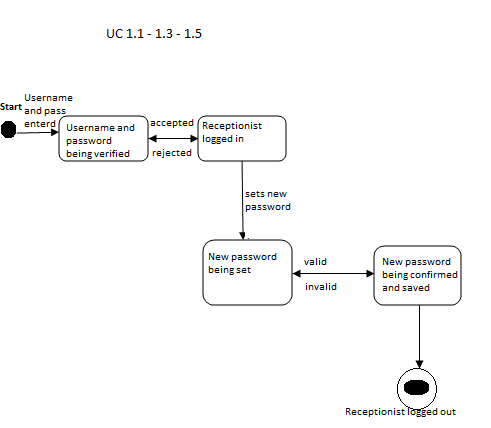 UC 1.1 - 1.3 - 1.5
Start
Username
and pass
enterd
Username and
password
being verified
accepted
rejected
Receptionist
logged in
sets new
password
New password
being set
valid
invalid
New password
being confirmed
and saved
Receptionist logged out